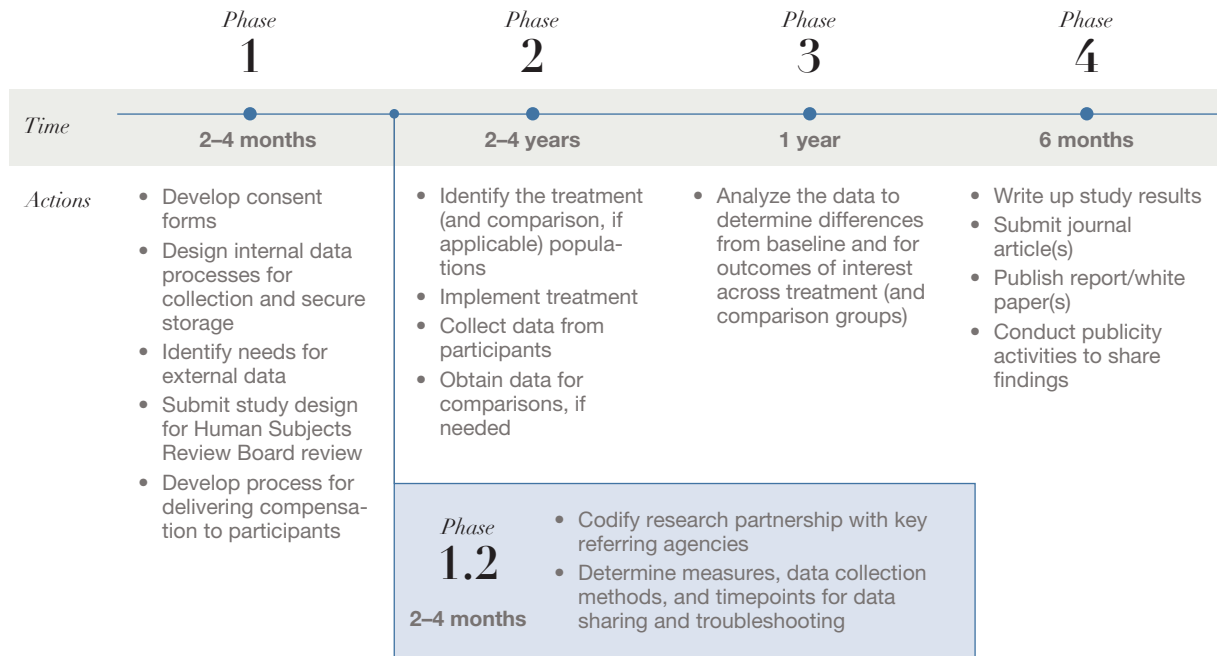 Phase
1
Phase
2
Phase
3
Phase
4
Time
2–4 months
2–4 years
1 year
6 months
Actions
• Develop consent
forms
• Design internal data
processes for
collection and secure
storage
• Identify needs for
external data
• Submit study design
for Human Subjects
Review Board review
• Develop process for
delivering compensa-
tion to participants
• Identify the treatment
(and comparison, if
applicable) popula-
tions
• Implement treatment
• Collect data from
participants
• Obtain data for
comparisons, if
needed
• Analyze the data to
determine differences
from baseline and for
outcomes of interest
across treatment (and
comparison groups)
• Write up study results
• Submit journal
article(s)
• Publish report/white
paper(s)
• Conduct publicity
activities to share
findings
Phase
1.2
2–4 months
• Codify research partnership with key
referring agencies
• Determine measures, data collection
methods, and timepoints for data
sharing and troubleshooting